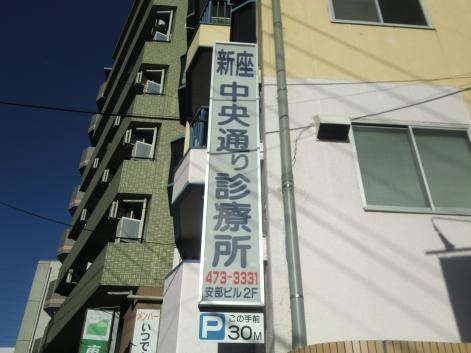 新座
中央通り診療所
473-3331
安部ビル2F
P この手前
30M
メンバー
いつで